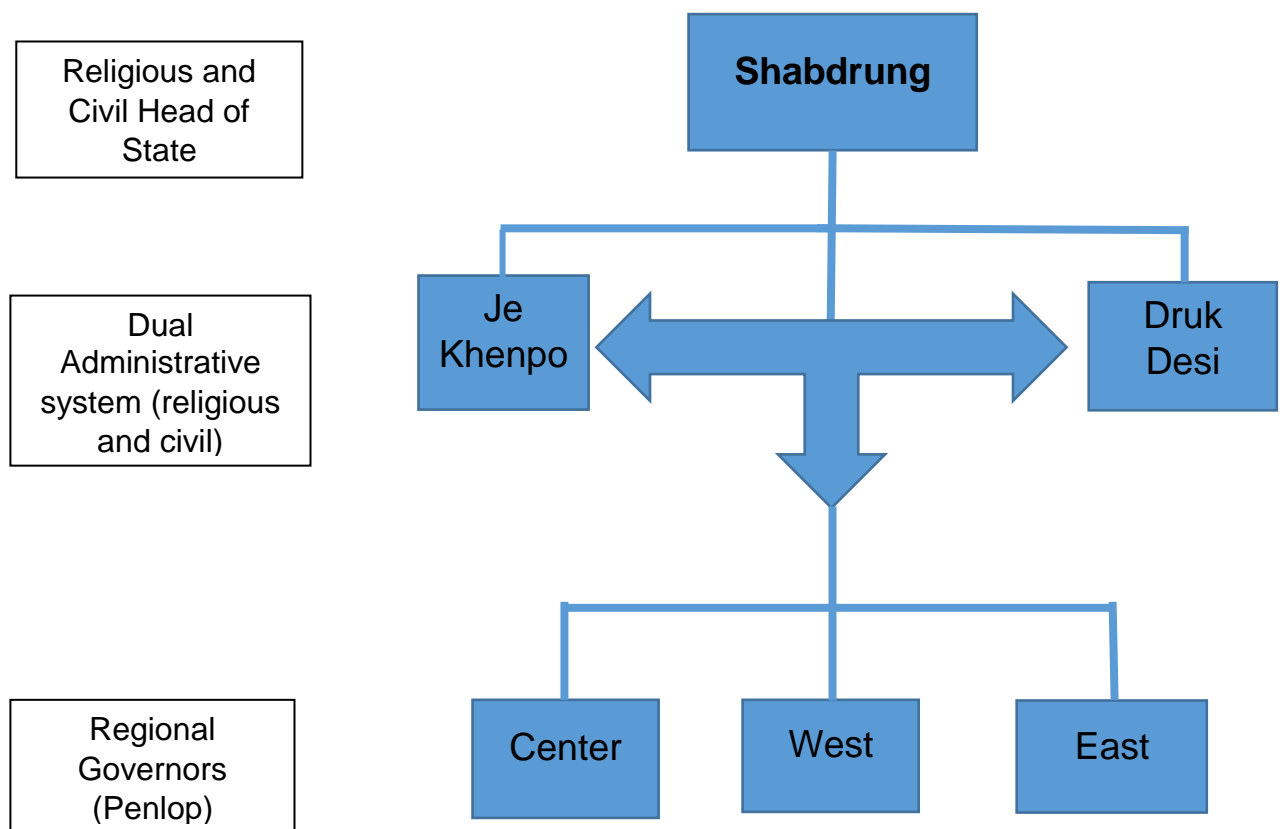 Religious and
Civil Head of
State
Shabdrung
Dual
Administrative
system (religious
and civil)
Je
Khenpo
Druk
Desi
Regional
Governors
(Penlop)
Center
West
East